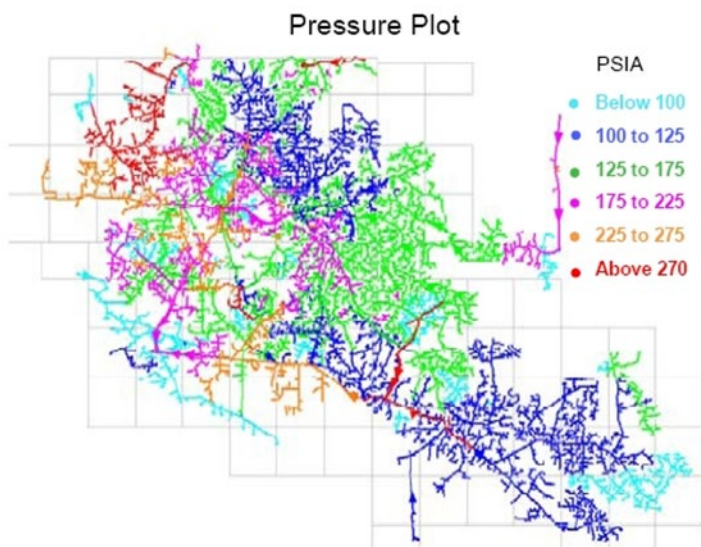 Pressure Plot
PSIA
Below 100
100 to 125
125 to 175
175 to 225
225 to 275
Above 270